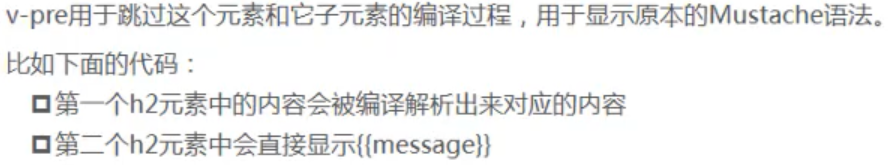 v-pre用于跳过这个元素和它子元素的编译过程，用于显示原本的Mustache语法。
比如下面的代码：
第一个h2元素中的内容会被编译解析出来对应的内容
第二个h2元素中会直接显示{{message}}